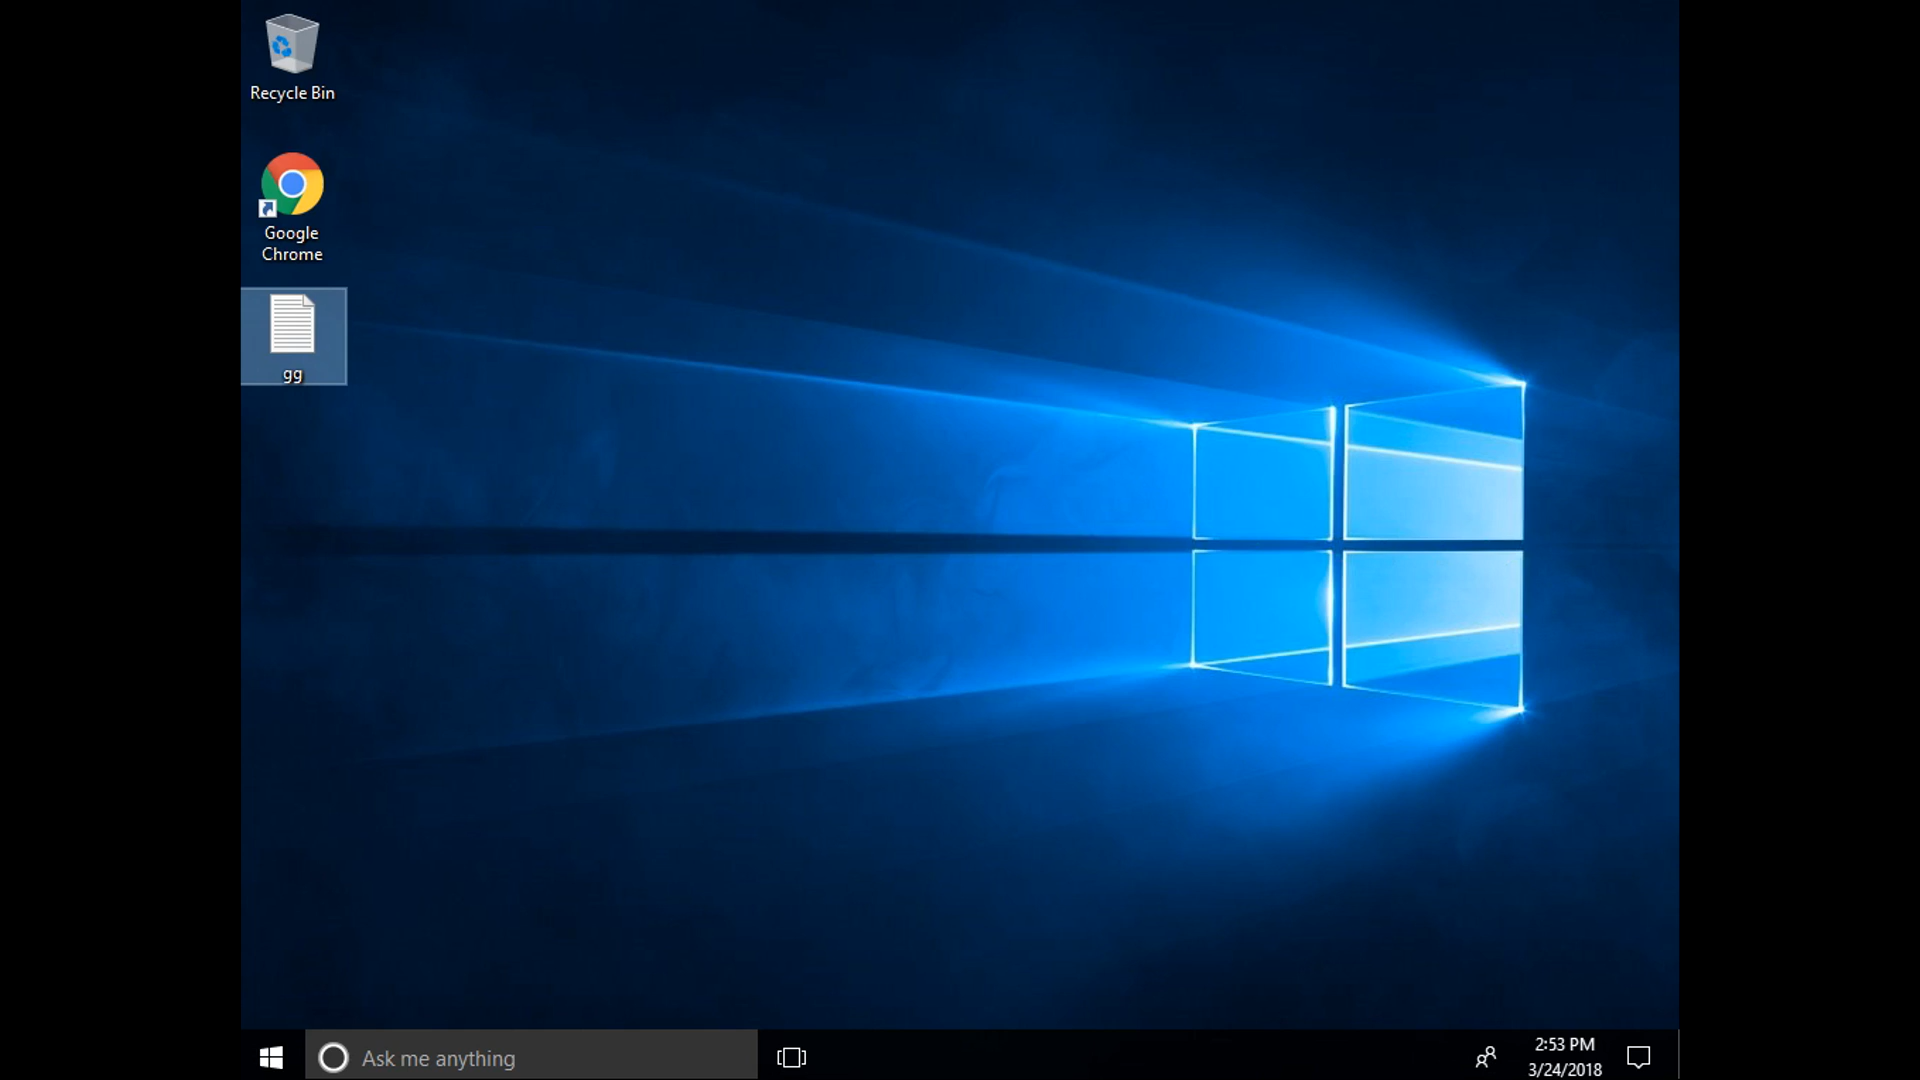 Recycle Bin
Google
Chrome
gg
Ask me anything
2:53 PM
3/24/2018